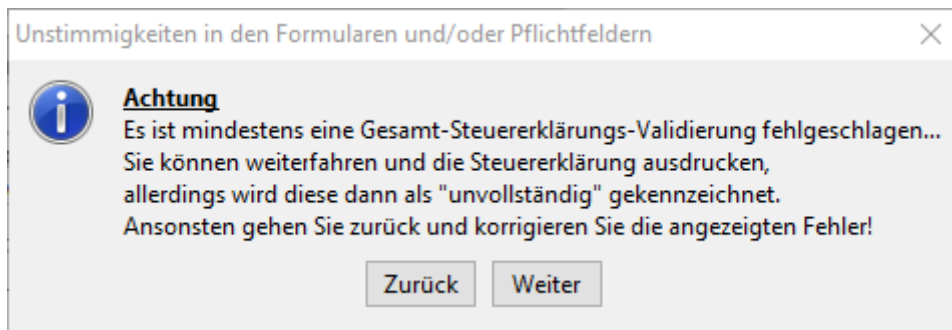 Unstimmigkeiten in den Formularen und/oder Pflichtfeldern
Achtung
Es ist mindestens eine Gesamt-Steuererklärungs-Validierung fehlgeschlagen...
Sie können weiterfahren und die Steuererklärung ausdrucken,
allerdings wird diese dann als "unvollständig" gekennzeichnet.
Ansonsten gehen Sie zurück und korrigieren Sie die angezeigten Fehler!
Zurück Weiter